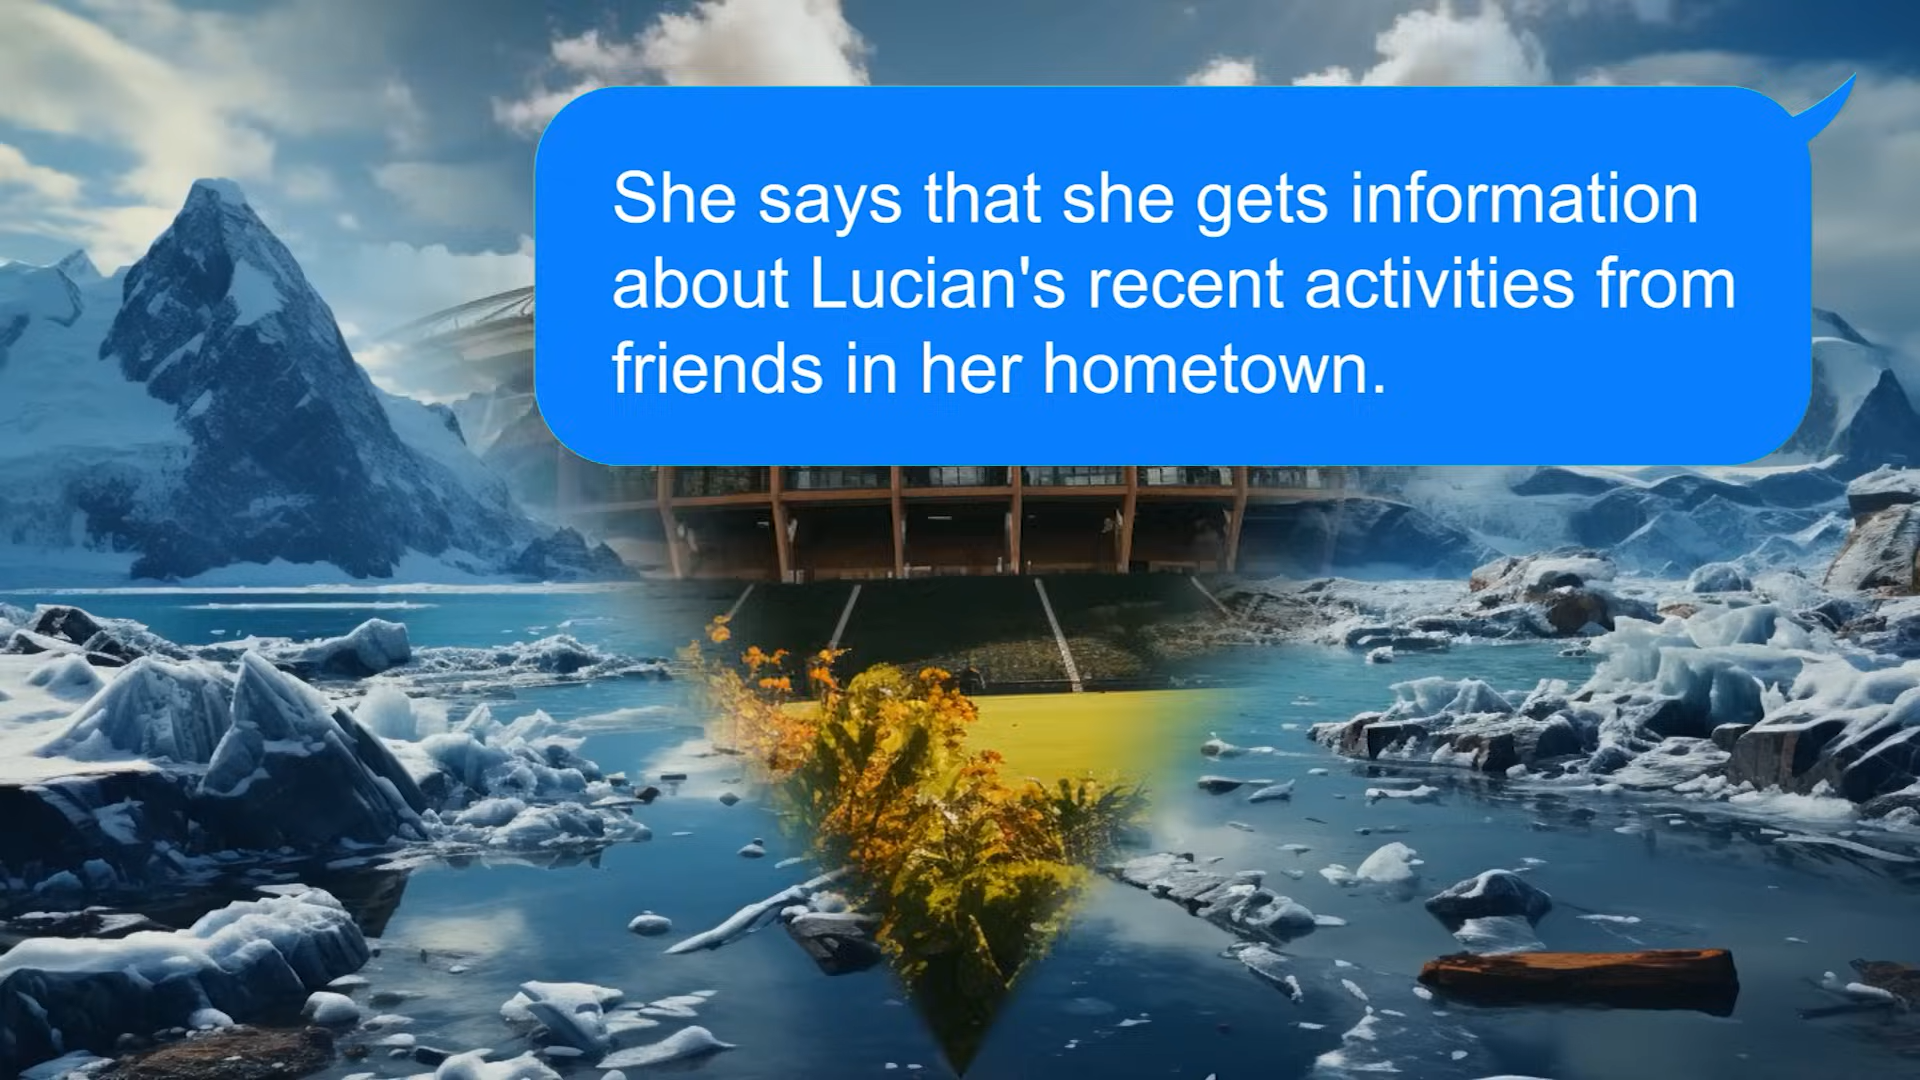 She says that she gets information
about Lucian's recent activities from
friends in her hometown.